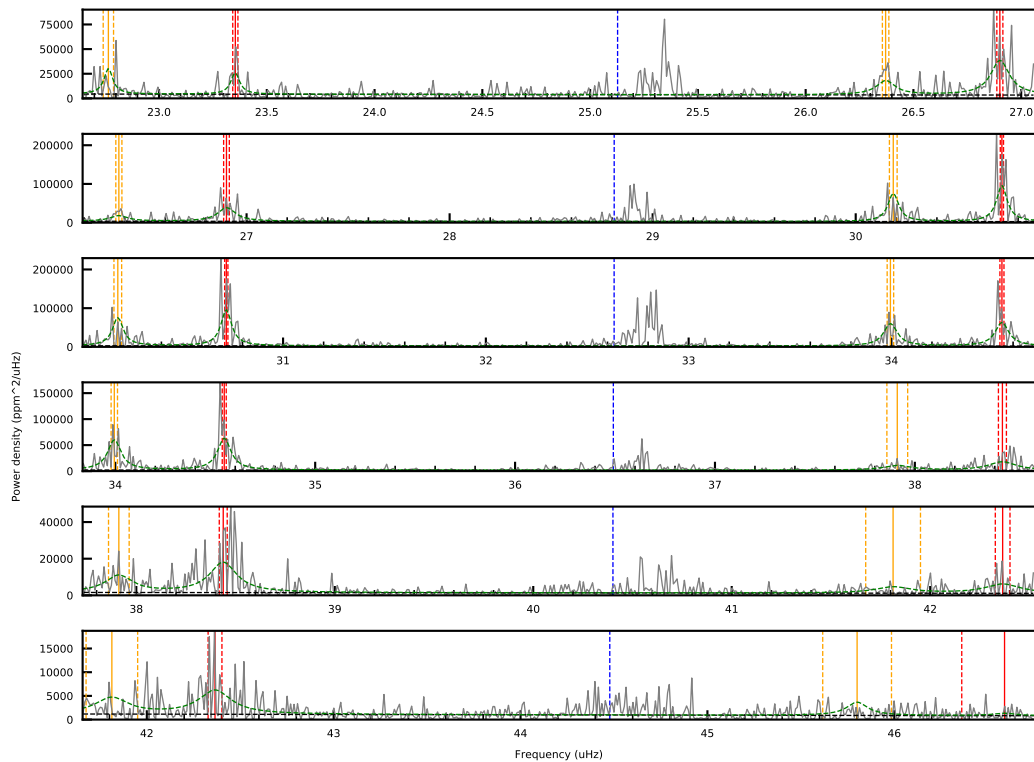 75000
50000
25000
0
23.0 23.5 24.0 24.5 25.0 25.5 26.0 26.5 27.0
200000
100000
0
27 28 29 30
200000
100000
0
31 32 33 34
150000
100000
50000
0
34 35 36 37 38
Power density (ppm^2/uHz)
40000
20000
0
38 39 40 41 42
15000
10000
5000
0
42 43 44 45 46
Frequency (uHz)